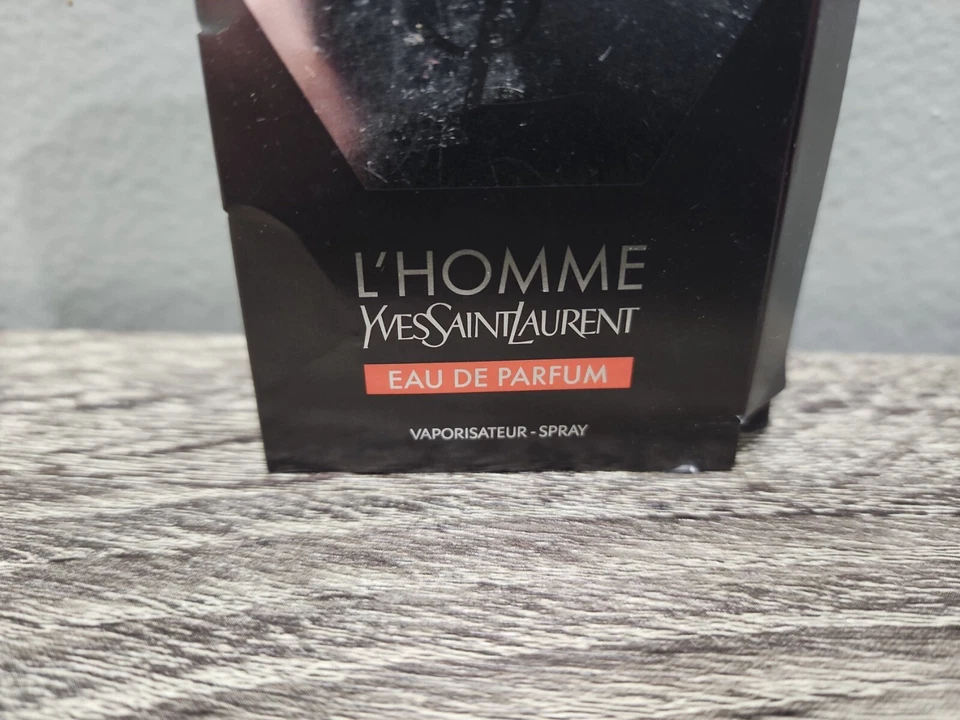 L'HOMME
YVESSAINTLAURENT
EAU DE PARFUM
VAPORISATEUR - SPRAY